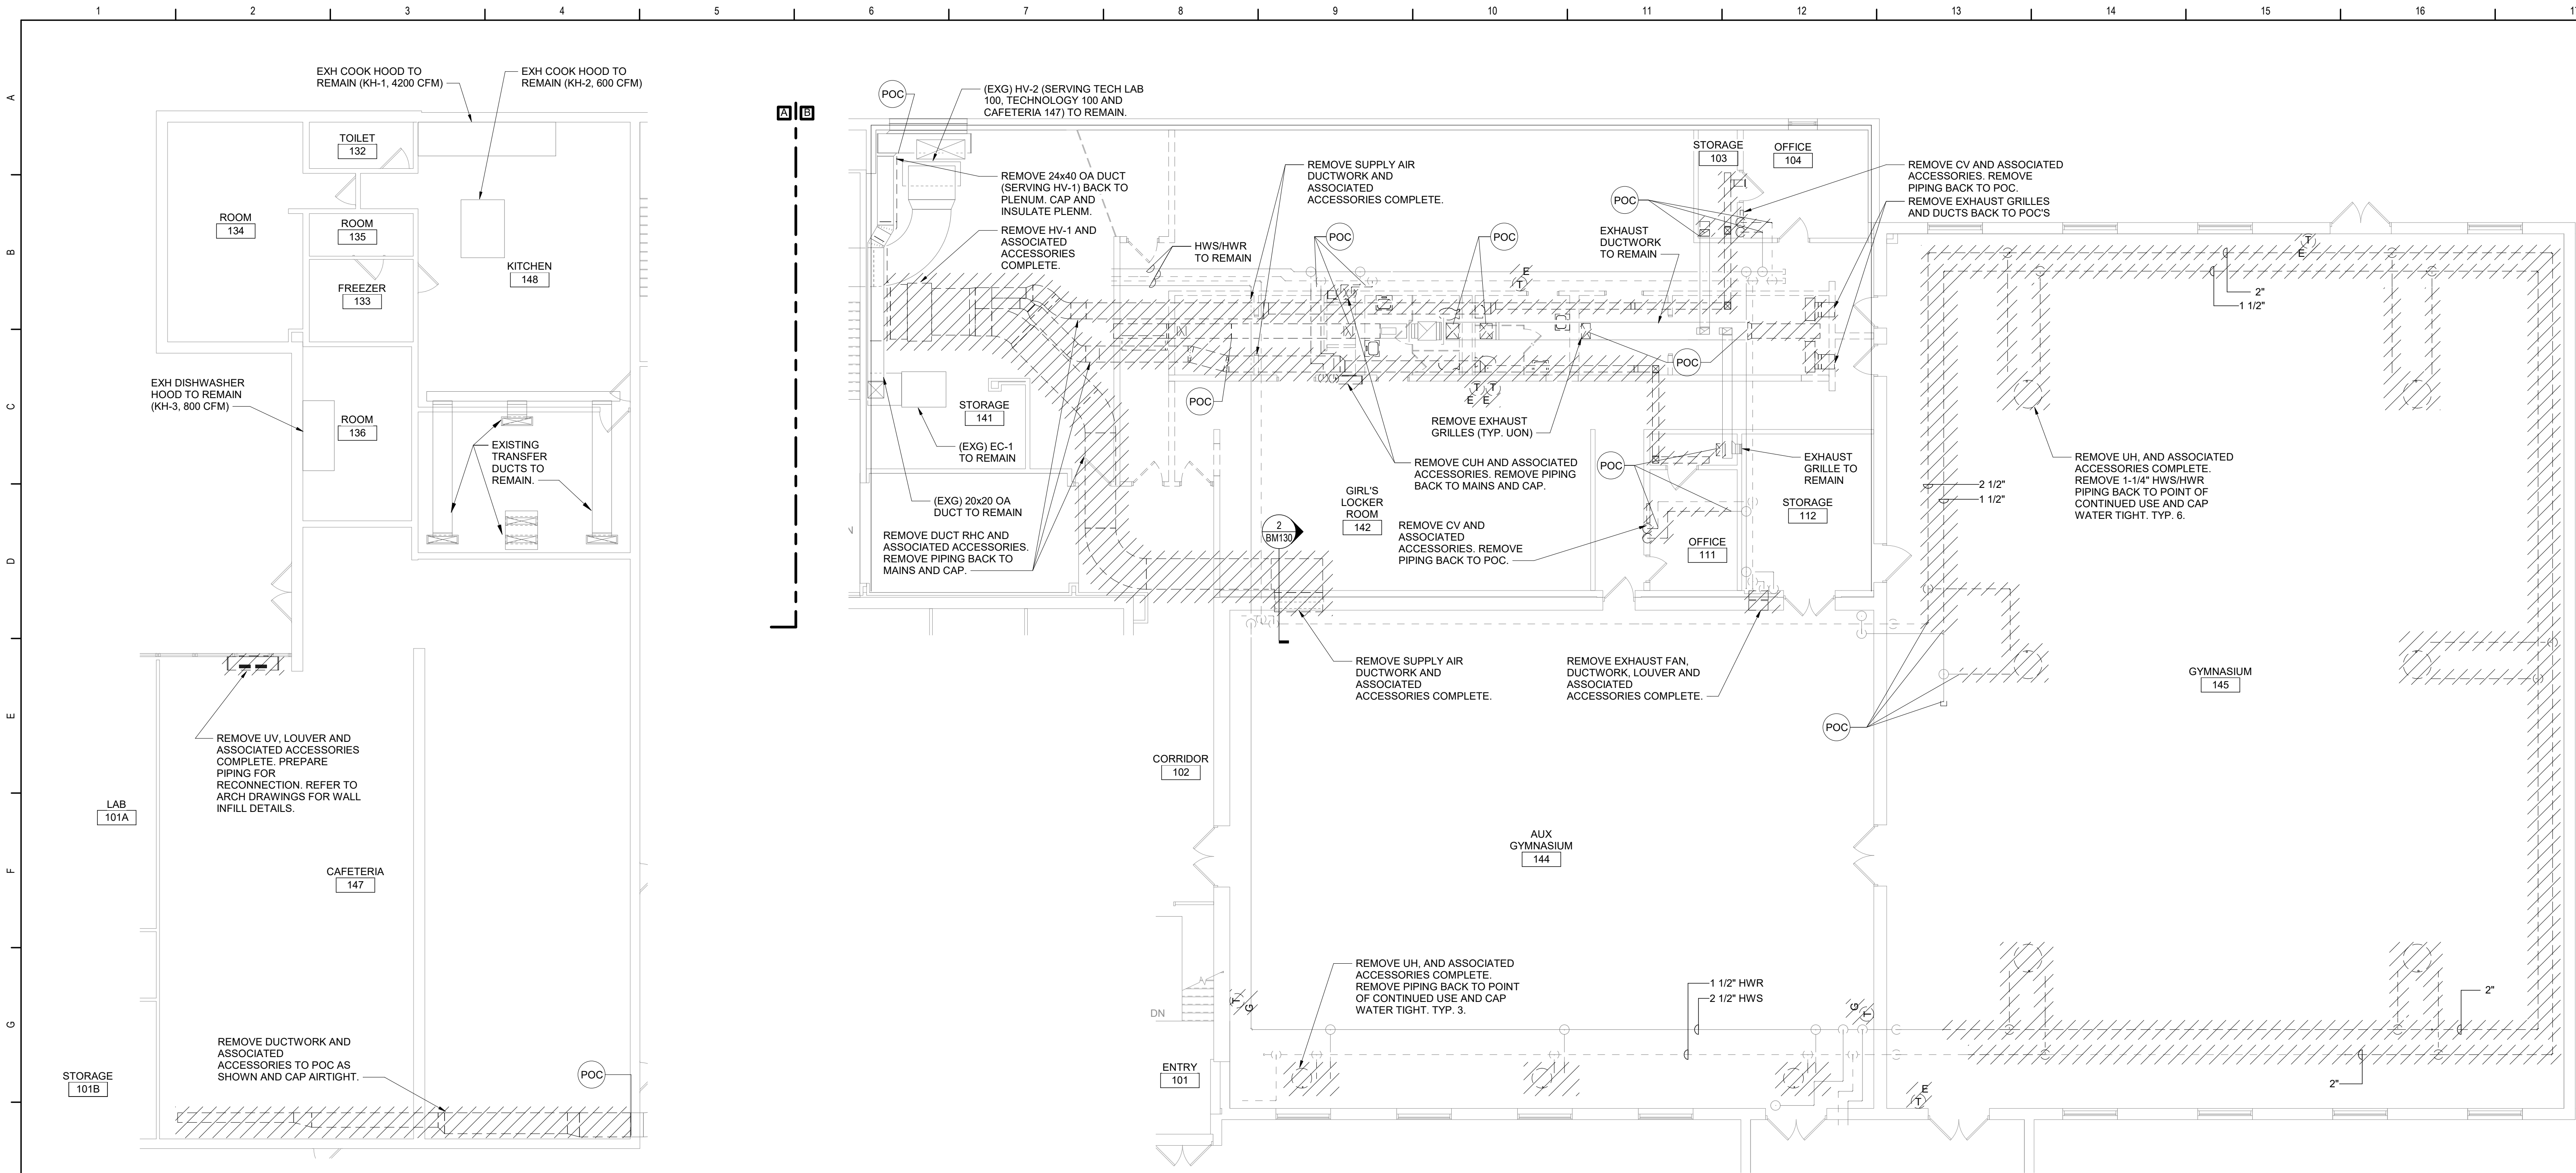 1 2 3 4 5 6 7 8 9 10 11 12 13 14 15 16
A
B
C
D
E
F
G
EXH COOK HOOD TO
REMAIN (KH-1, 4200 CFM)
EXH COOK HOOD TO
REMAIN (KH-2, 600 CFM)
TOILET
132
ROOM
134
ROOM
135
FREEZER
133
KITCHEN
148
EXH DISHWASHER
HOOD TO REMAIN
(KH-3, 800 CFM)
ROOM
136
EXISTING
TRANSFER
DUCTS TO
REMAIN.
REMOVE UV, LOUVER AND
ASSOCIATED ACCESSORIES
COMPLETE. PREPARE
PIPING FOR
RECONNECTION. REFER TO
ARCH DRAWINGS FOR WALL
INFILL DETAILS.
LAB
101A
CAFETERIA
147
STORAGE
101B
REMOVE DUCTWORK AND
ASSOCIATED
ACCESSORIES TO POC AS
SHOWN AND CAP AIRTIGHT.
POC
A B
POC
(EXG) HV-2 (SERVING TECH LAB
100, TECHNOLOGY 100 AND
CAFETERIA 147) TO REMAIN.
REMOVE 24x40 OA DUCT
(SERVING HV-1) BACK TO
PLENUM. CAP AND
INSULATE PLENM.
REMOVE HV-1 AND
ASSOCIATED
ACCESSORIES
COMPLETE.
HWS/HWR
TO REMAIN
REMOVE SUPPLY AIR
DUCTWORK AND
ASSOCIATED
ACCESSORIES COMPLETE.
POC
POC
POC
EXHAUST
DUCTWORK
TO REMAIN
STORAGE
103
OFFICE
104
REMOVE CV AND ASSOCIATED
ACCESSORIES. REMOVE
PIPING BACK TO POC.
REMOVE EXHAUST GRILLES
AND DUCTS BACK TO POC'S
E
T
T
E
2"
1 1/2"
STORAGE
141
(EXG) EC-1
TO REMAIN
(EXG) 20x20 OA
DUCT TO REMAIN
REMOVE DUCT RHC AND
ASSOCIATED ACCESSORIES.
REMOVE PIPING BACK TO
MAINS AND CAP.
POC
POC
T T
E E
REMOVE EXHAUST
GRILLES (TYP. UON)
REMOVE CUH AND ASSOCIATED
ACCESSORIES. REMOVE PIPING
BACK TO MAINS AND CAP.
POC
EXHAUST
GRILLE TO
REMAIN
GIRL'S
LOCKER
ROOM
142
REMOVE CV AND
ASSOCIATED
ACCESSORIES. REMOVE
PIPING BACK TO POC.
STORAGE
112
OFFICE
111
2
BM130
2 1/2"
1 1/2"
REMOVE UH, AND ASSOCIATED
ACCESSORIES COMPLETE.
REMOVE 1-1/4" HWS/HWR
PIPING BACK TO POINT OF
CONTINUED USE AND CAP
WATER TIGHT. TYP. 6.
REMOVE SUPPLY AIR
DUCTWORK AND
ASSOCIATED
ACCESSORIES COMPLETE.
REMOVE EXHAUST FAN,
DUCTWORK, LOUVER AND
ASSOCIATED
ACCESSORIES COMPLETE.
GYMNASIUM
145
POC
CORRIDOR
102
AUX
GYMNASIUM
144
REMOVE UH, AND ASSOCIATED
ACCESSORIES COMPLETE.
REMOVE PIPING BACK TO POINT
OF CONTINUED USE AND CAP
WATER TIGHT. TYP. 3.
1 1/2" HWR
2 1/2" HWS
T
G
G
T
DN
ENTRY
101
2"
2"
E
T